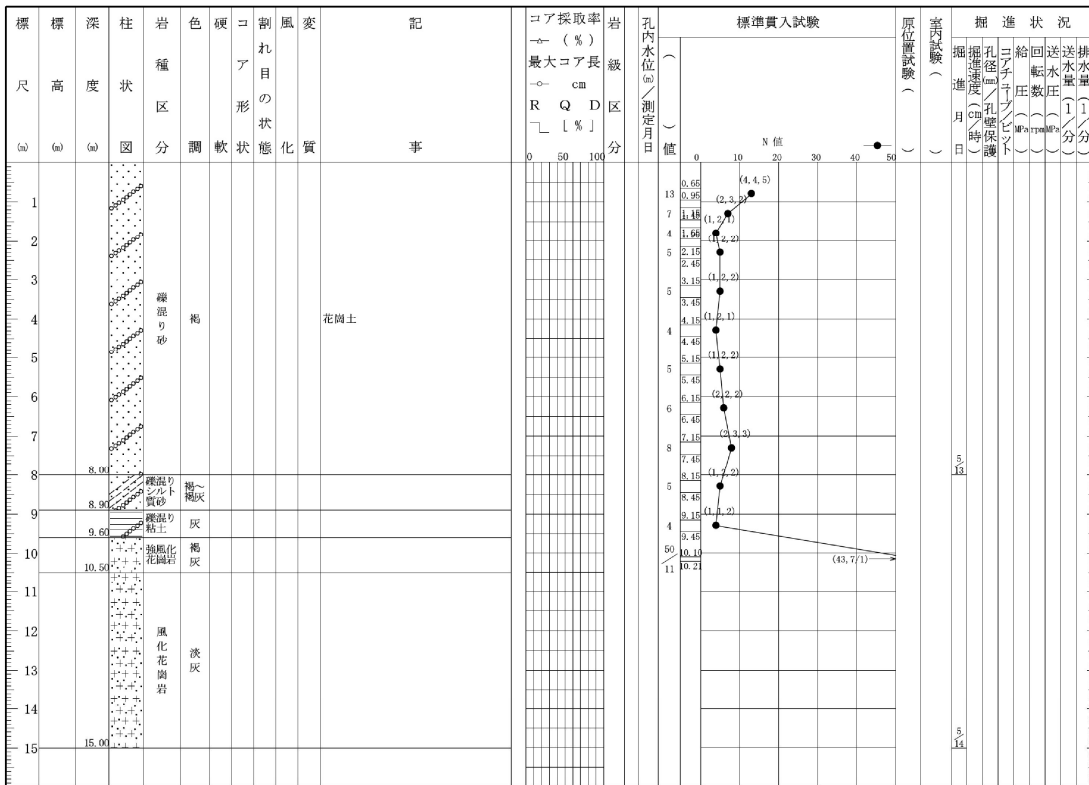 標尺(m)
標高(m)
深度(m)
柱状図
岩種区分
色調
硬軟
コア形状
割れ目の状態
風化
変質
記事
コア採取率
(%)
最大コア長
cm
R Q D
[%]
0 50 100
岩級区分
孔内水位(m)/測定月日
標準貫入試験
( )値
N 値
0 10 20 30 40 50
原位置試験( )
室内試験( )
掘進状況
掘進月日
掘進速度(cm/時)
孔径(mm)/孔壁保護
コアチューブ/ビット
給圧(MPa)
回転数(rpm)
送水圧(MPa)
送水量(l/分)
排水量(l/分)
1
2
3
4
5
6
7
8
9
10
11
12
13
14
15
8.00
8.90
9.60
10.50
15.00
礫混り砂
褐
花崗土
礫混りシルト質砂
褐～褐灰
礫混り粘土
灰
強風化花崗岩
褐灰
風化花崗岩
淡灰
13 0.65 0.95 (4,4,5)
7 1.15 (2,3,2)
4 1.66 (1,2,1)
5 2.15 2.45 (1,2,2)
5 3.15 3.45 (1,2,2)
4 4.15 4.45 (1,2,1)
5 5.15 5.45 (1,2,2)
6 6.15 6.45 (2,2,2)
8 7.15 7.45 (2,3,3)
5 8.15 8.45 (1,2,2)
4 9.15 9.45 (1,1,2)
50/11 10.10 10.21 (43,7/1)
5/13
5/14